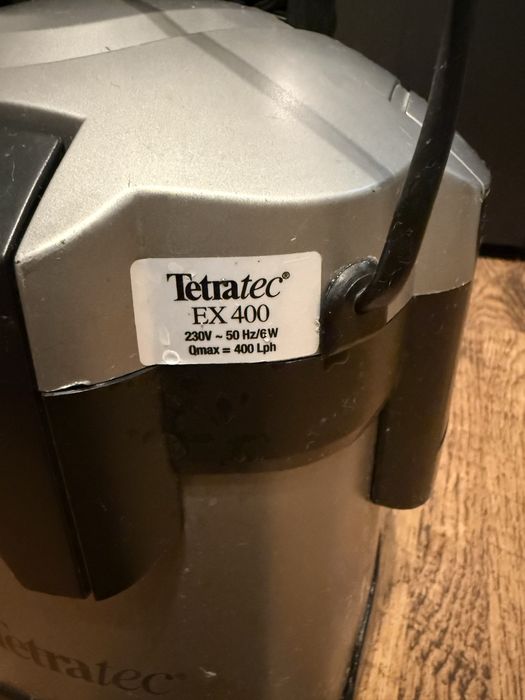 Tetratec®
EX 400
230V ~ 50 Hz/6W
Qmax = 400 Lph
Tetratec®